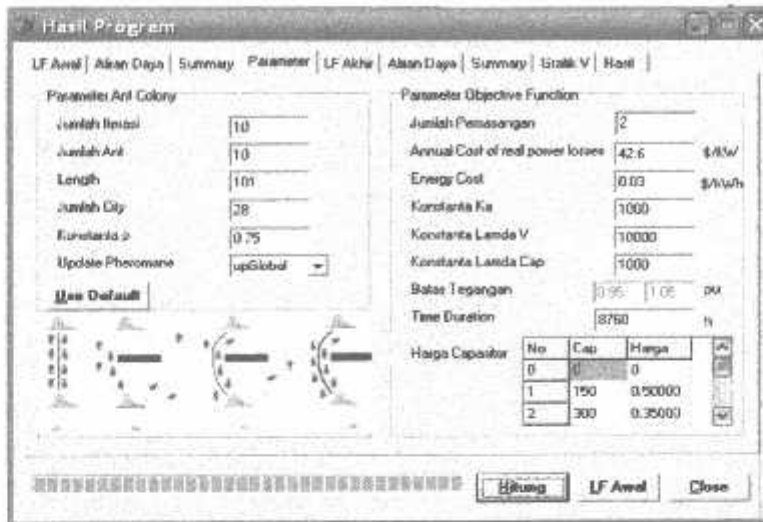 Hasil Program
LF Awal | Aliran Daya | Summary | Parameter | LF Akhir | Aliran Daya | Summary | Grafik V | Hasil |
Parameter Ant Colony
Jumlah Iterasi 10
Jumlah Ant 10
Length 101
Jumlah City 28
Konstanta 0.75
Update Pheromane upGlobal
Use Default
Parameter Objective Function
Jumlah Pemasangan 2
Annual Cost of real power losses 42.6 $/kW
Energy Cost 0.03 $/kWh
Konstanta Ka 1000
Konstanta Lamda V 10000
Konstanta Lamda Cap 1000
Batas Tegangan 0.95 1.05 pu
Time Duration 8760 h
Harga Capasitor
No Cap Harga
0 0 0
1 150 0.50000
2 300 0.35000
Hitung LF Awal Close